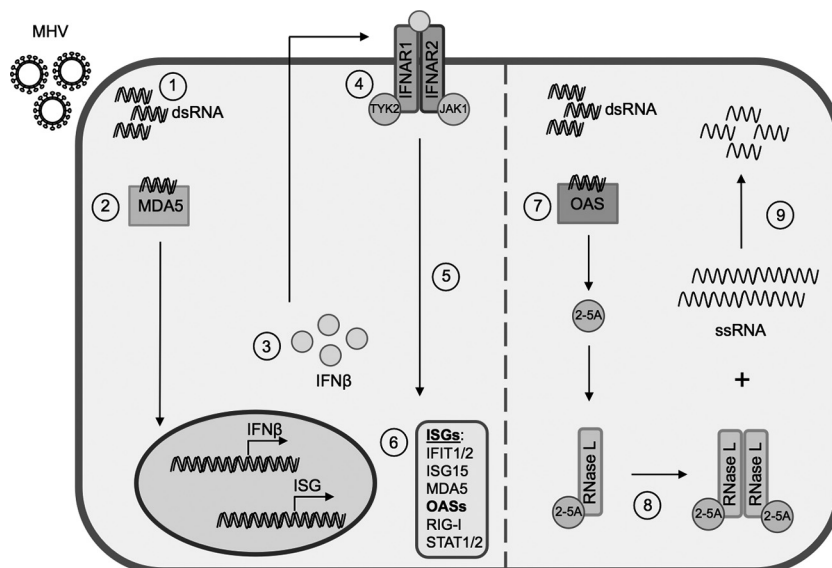 MHV
1
dsRNA
2
MDA5
3
IFNβ
IFNβ
ISG
4
IFNAR1
IFNAR2
TYK2
JAK1
5
6
ISGs:
IFIT1/2
ISG15
MDA5
OASs
RIG-I
STAT1/2
dsRNA
7
OAS
2-5A
RNase L
2-5A
8
9
ssRNA
+
RNase L
RNase L
2-5A
2-5A